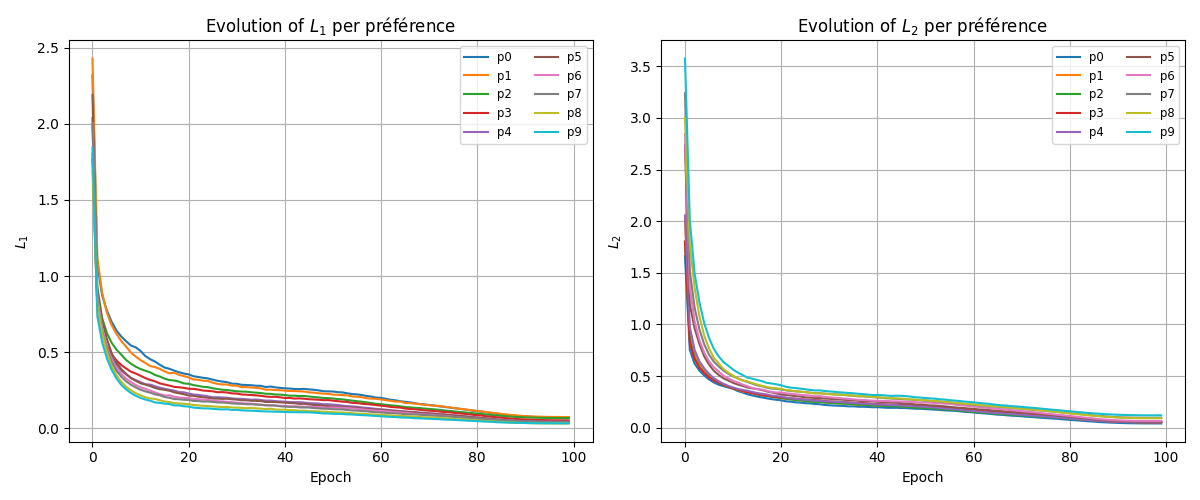 Evolution of L₁ per préférence
2.5
2.0
1.5
1.0
0.5
0.0
L₁
0 20 40 60 80 100
Epoch
p0 p5
p1 p6
p2 p7
p3 p8
p4 p9
Evolution of L₂ per préférence
3.5
3.0
2.5
2.0
1.5
1.0
0.5
0.0
L₂
0 20 40 60 80 100
Epoch
p0 p5
p1 p6
p2 p7
p3 p8
p4 p9